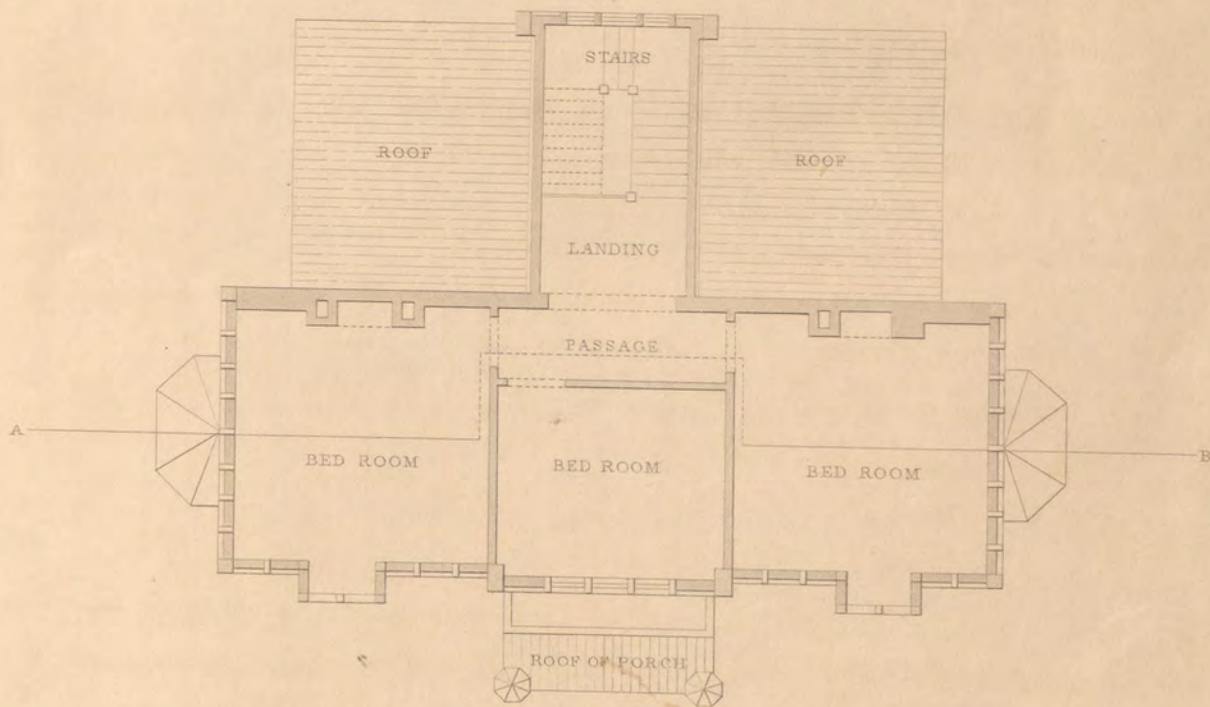 STAIRS
ROOF
ROOF
LANDING
PASSAGE
A
B
BED ROOM
BED ROOM
BED ROOM
ROOF OF PORCH